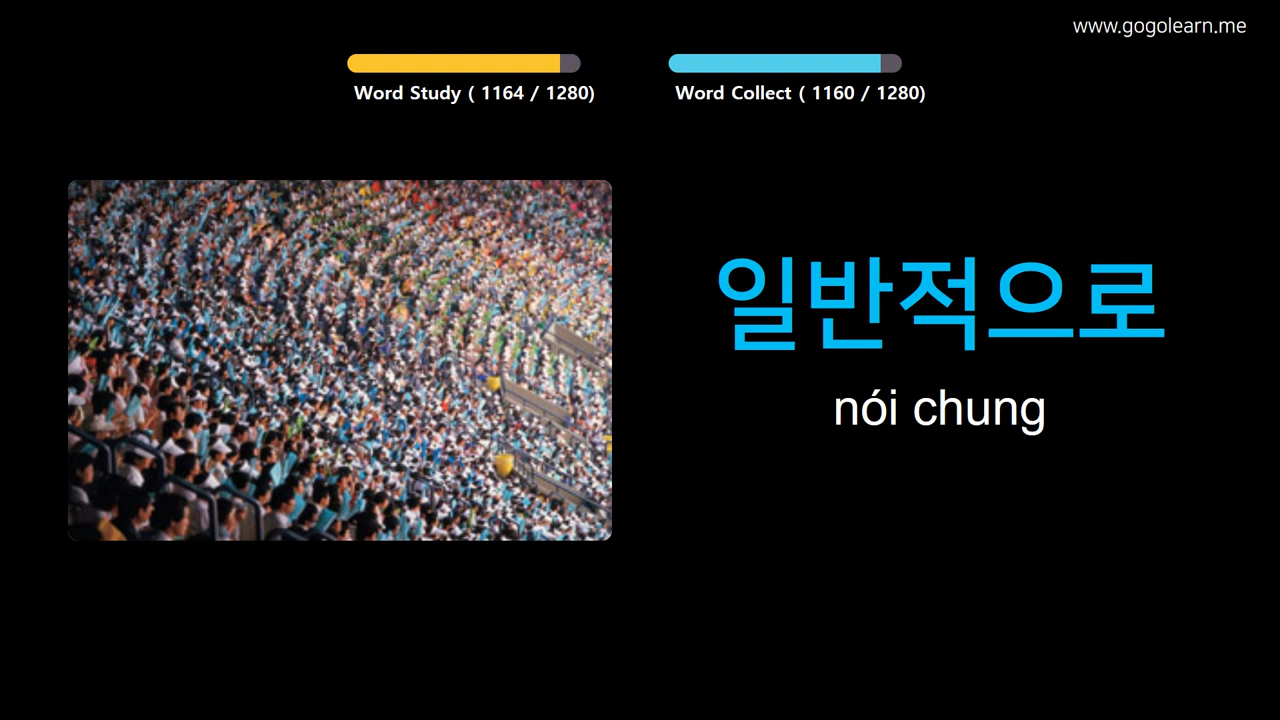 www.gogolearn.me
Word Study ( 1164 / 1280)
Word Collect ( 1160 / 1280)
일반적으로
nói chung